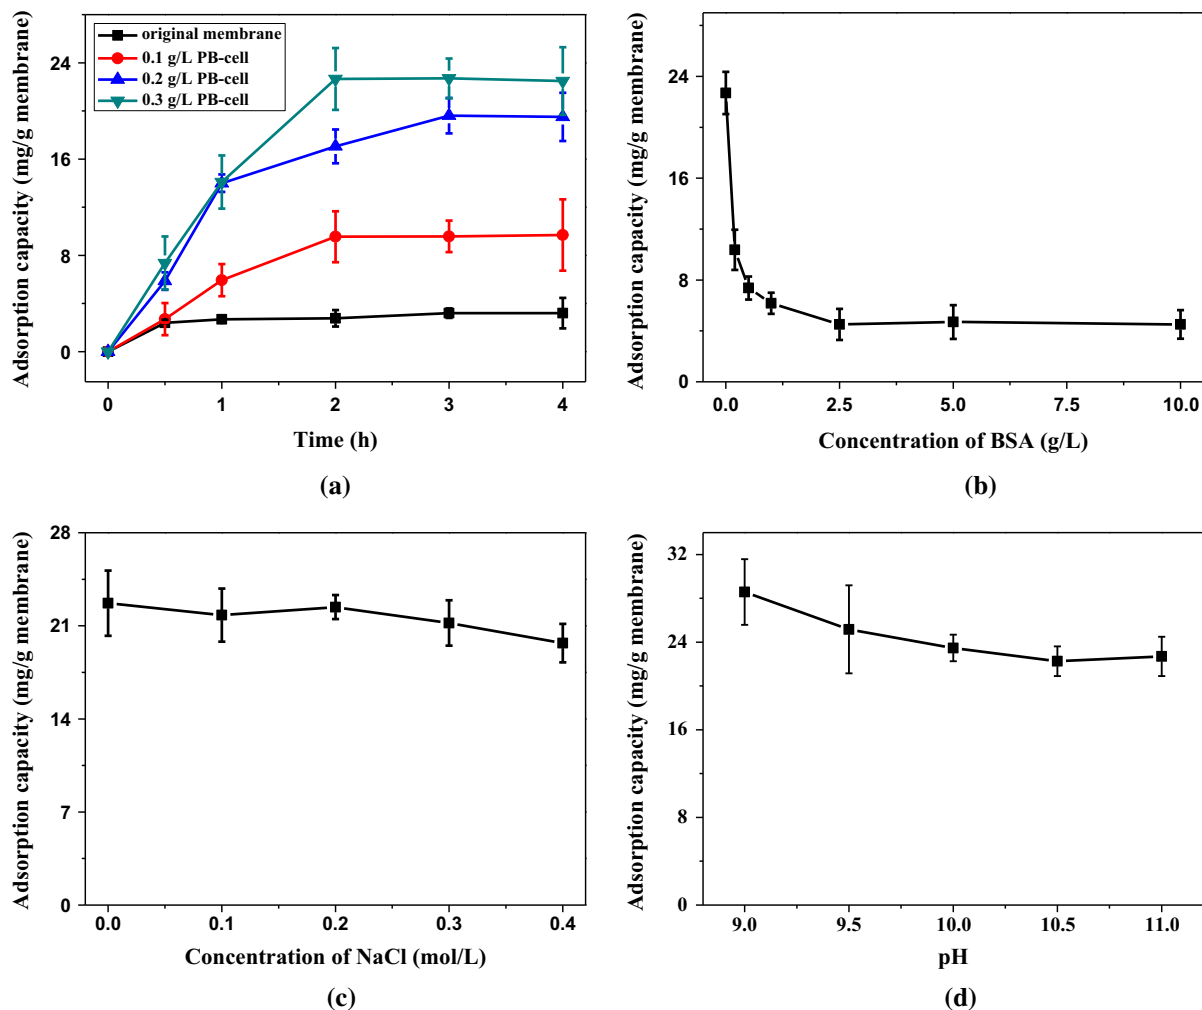 Adsorption capacity (mg/g membrane)
24
16
8
0
original membrane
0.1 g/L PB-cell
0.2 g/L PB-cell
0.3 g/L PB-cell
0 1 2 3 4
Time (h)
(a)
Adsorption capacity (mg/g membrane)
24
16
8
0
0.0 2.5 5.0 7.5 10.0
Concentration of BSA (g/L)
(b)
Adsorption capacity (mg/g membrane)
28
21
14
7
0
0.0 0.1 0.2 0.3 0.4
Concentration of NaCl (mol/L)
(c)
Adsorption capacity (mg/g membrane)
32
24
16
8
0
9.0 9.5 10.0 10.5 11.0
pH
(d)